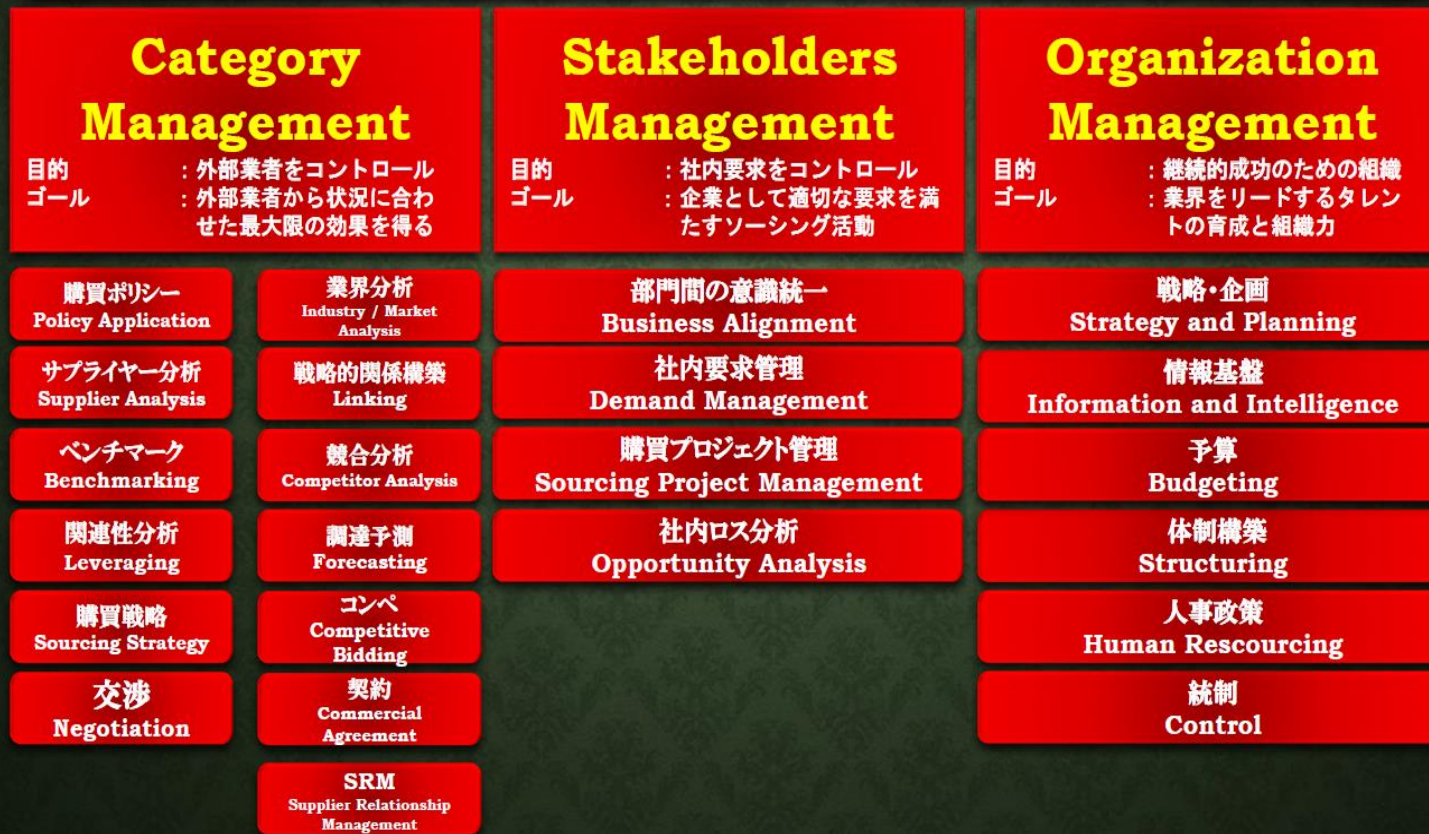 Category
Management
目的 : 外部業者をコントロール
ゴール : 外部業者から状況に合わ
せた最大限の効果を得る
Stakeholders
Management
目的 : 社内要求をコントロール
ゴール : 企業として適切な要求を満
たすソーシング活動
Organization
Management
目的 : 継続的成功のための組織
ゴール : 業界をリードするタレン
トの育成と組織力
購買ポリシー
Policy Application
サプライヤー分析
Supplier Analysis
ベンチマーク
Benchmarking
関連性分析
Leveraging
購買戦略
Sourcing Strategy
交渉
Negotiation
業界分析
Industry / Market
Analysis
戦略的関係構築
Linking
競合分析
Competitor Analysis
調達予測
Forecasting
コンペ
Competitive
Bidding
契約
Commercial
Agreement
SRM
Supplier Relationship
Management
部門間の意識統一
Business Alignment
社内要求管理
Demand Management
購買プロジェクト管理
Sourcing Project Management
社内ロス分析
Opportunity Analysis
戦略・企画
Strategy and Planning
情報基盤
Information and Intelligence
予算
Budgeting
体制構築
Structuring
人事政策
Human Rescourcing
統制
Control